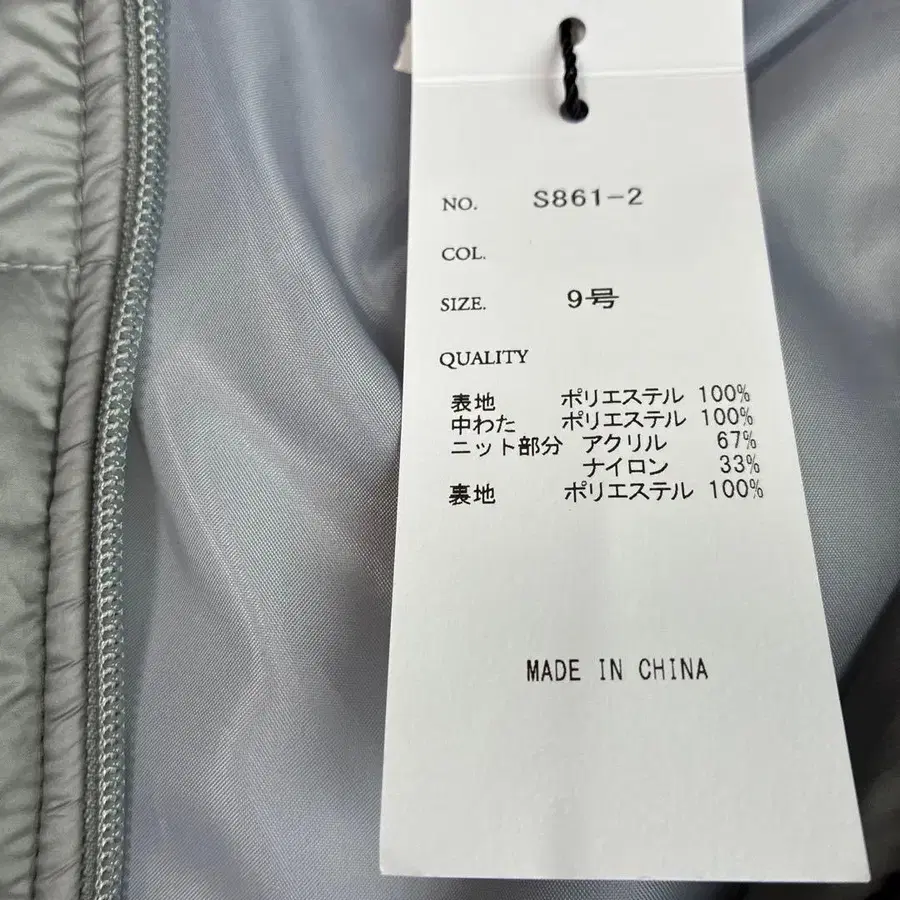 NO. S861-2
COL.
SIZE. 9号
QUALITY
表地 ポリエステル 100%
中わた ポリエステル 100%
ニット部分 アクリル 67%
ナイロン 33%
裏地 ポリエステル 100%
MADE IN CHINA